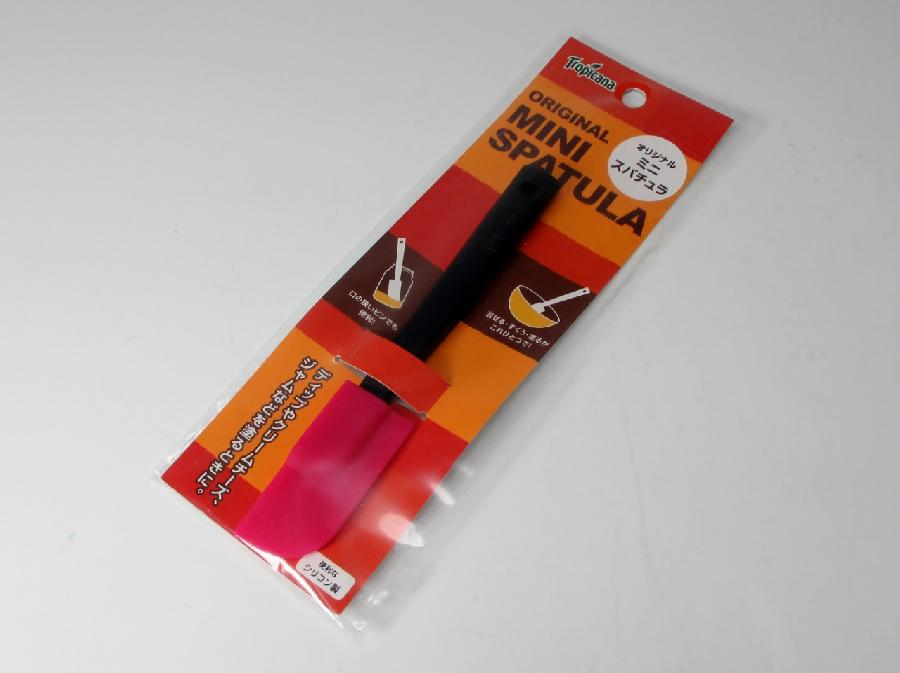 Tropicana
ORIGINAL
MINI
SPATULA
オリジナル
ミニ
スパチュラ
口の狭いビンでも
便利!
混ぜる・すくう・塗るが
これひとつで!
ディップやクリームチーズ、
ジャムなどを塗るときに。
便利な
シリコン製